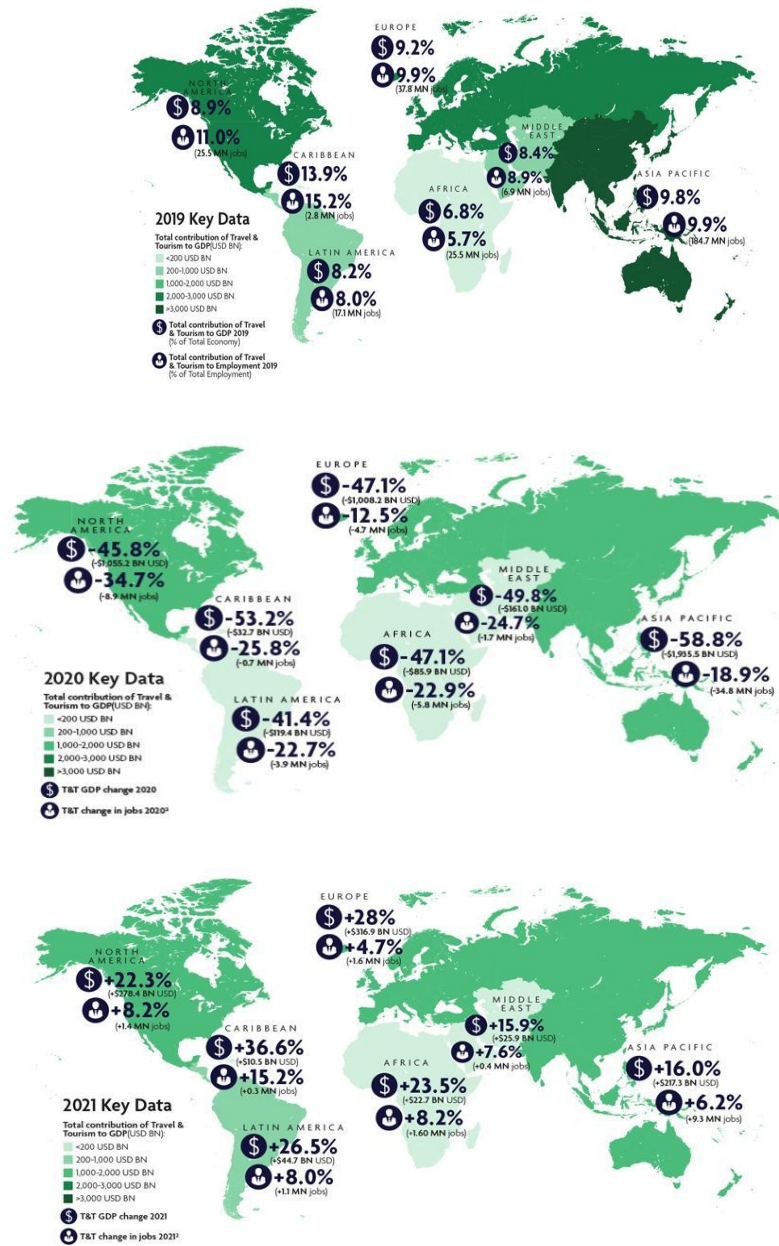 EUROPE
$ 9.2%
9.9%
(37.8 MN jobs)
NORTH
AMERICA
$ 8.9%
11.0%
(25.5 MN jobs)
CARIBBEAN
$ 13.9%
15.2%
(2.8 MN jobs)
MIDDLE
EAST
$ 8.4%
8.9%
(6.9 MN jobs)
AFRICA
$ 6.8%
5.7%
(25.5 MN jobs)
ASIA PACIFIC
$ 9.8%
9.9%
(184.7 MN jobs)
LATIN AMERICA
$ 8.2%
8.0%
(17.1 MN jobs)
2019 Key Data
Total contribution of Travel &
Tourism to GDP(USD BN):
<200 USD BN
200-1,000 USD BN
1,000-2,000 USD BN
2,000-3,000 USD BN
>3,000 USD BN
$ Total contribution of Travel
& Tourism to GDP 2019
(% of Total Economy)
Total contribution of Travel
& Tourism to Employment 2019
(% of Total Employment)
EUROPE
$ -47.1%
(-$1,008.2 BN USD)
-12.5%
(-4.7 MN jobs)
NORTH
AMERICA
$ -45.8%
(-$1,055.2 BN USD)
-34.7%
(-8.9 MN jobs)
CARIBBEAN
$ -53.2%
(-$32.7 BN USD)
-25.8%
(-0.7 MN jobs)
MIDDLE
EAST
$ -49.8%
(-$161.0 BN USD)
-24.7%
(-1.7 MN jobs)
AFRICA
$ -47.1%
(-$85.9 BN USD)
-22.9%
(-5.8 MN jobs)
ASIA PACIFIC
$ -58.8%
(-$1,935.5 BN USD)
-18.9%
(-34.8 MN jobs)
LATIN AMERICA
$ -41.4%
(-$119.4 BN USD)
-22.7%
(-3.9 MN jobs)
2020 Key Data
Total contribution of Travel &
Tourism to GDP(USD BN):
<200 USD BN
200-1,000 USD BN
1,000-2,000 USD BN
2,000-3,000 USD BN
>3,000 USD BN
$ T&T GDP change 2020
T&T change in jobs 2020²
EUROPE
$ +28%
(+$316.9 BN USD)
+4.7%
(+1.6 MN jobs)
NORTH
AMERICA
$ +22.3%
(+$278.4 BN USD)
+8.2%
(+1.4 MN jobs)
CARIBBEAN
$ +36.6%
(+$10.5 BN USD)
+15.2%
(+0.3 MN jobs)
MIDDLE
EAST
$ +15.9%
(+$25.9 BN USD)
+7.6%
(+0.4 MN jobs)
AFRICA
$ +23.5%
(+$22.7 BN USD)
+8.2%
(+1.60 MN jobs)
ASIA PACIFIC
$ +16.0%
(+$217.3 BN USD)
+6.2%
(+9.3 MN jobs)
LATIN AMERICA
$ +26.5%
(+$44.7 BN USD)
+8.0%
(+1.1 MN jobs)
2021 Key Data
Total contribution of Travel &
Tourism to GDP(USD BN):
<200 USD BN
200-1,000 USD BN
1,000-2,000 USD BN
2,000-3,000 USD BN
>3,000 USD BN
$ T&T GDP change 2021
T&T change in jobs 2021²